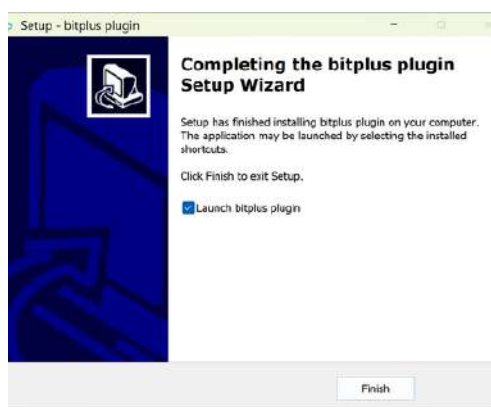 Setup - bitplus plugin
Completing the bitplus plugin
Setup Wizard
Setup has finished installing bitplus plugin on your computer.
The application may be launched by selecting the installed
shortcuts.
Click Finish to exit Setup.
Launch bitplus plugin
Finish